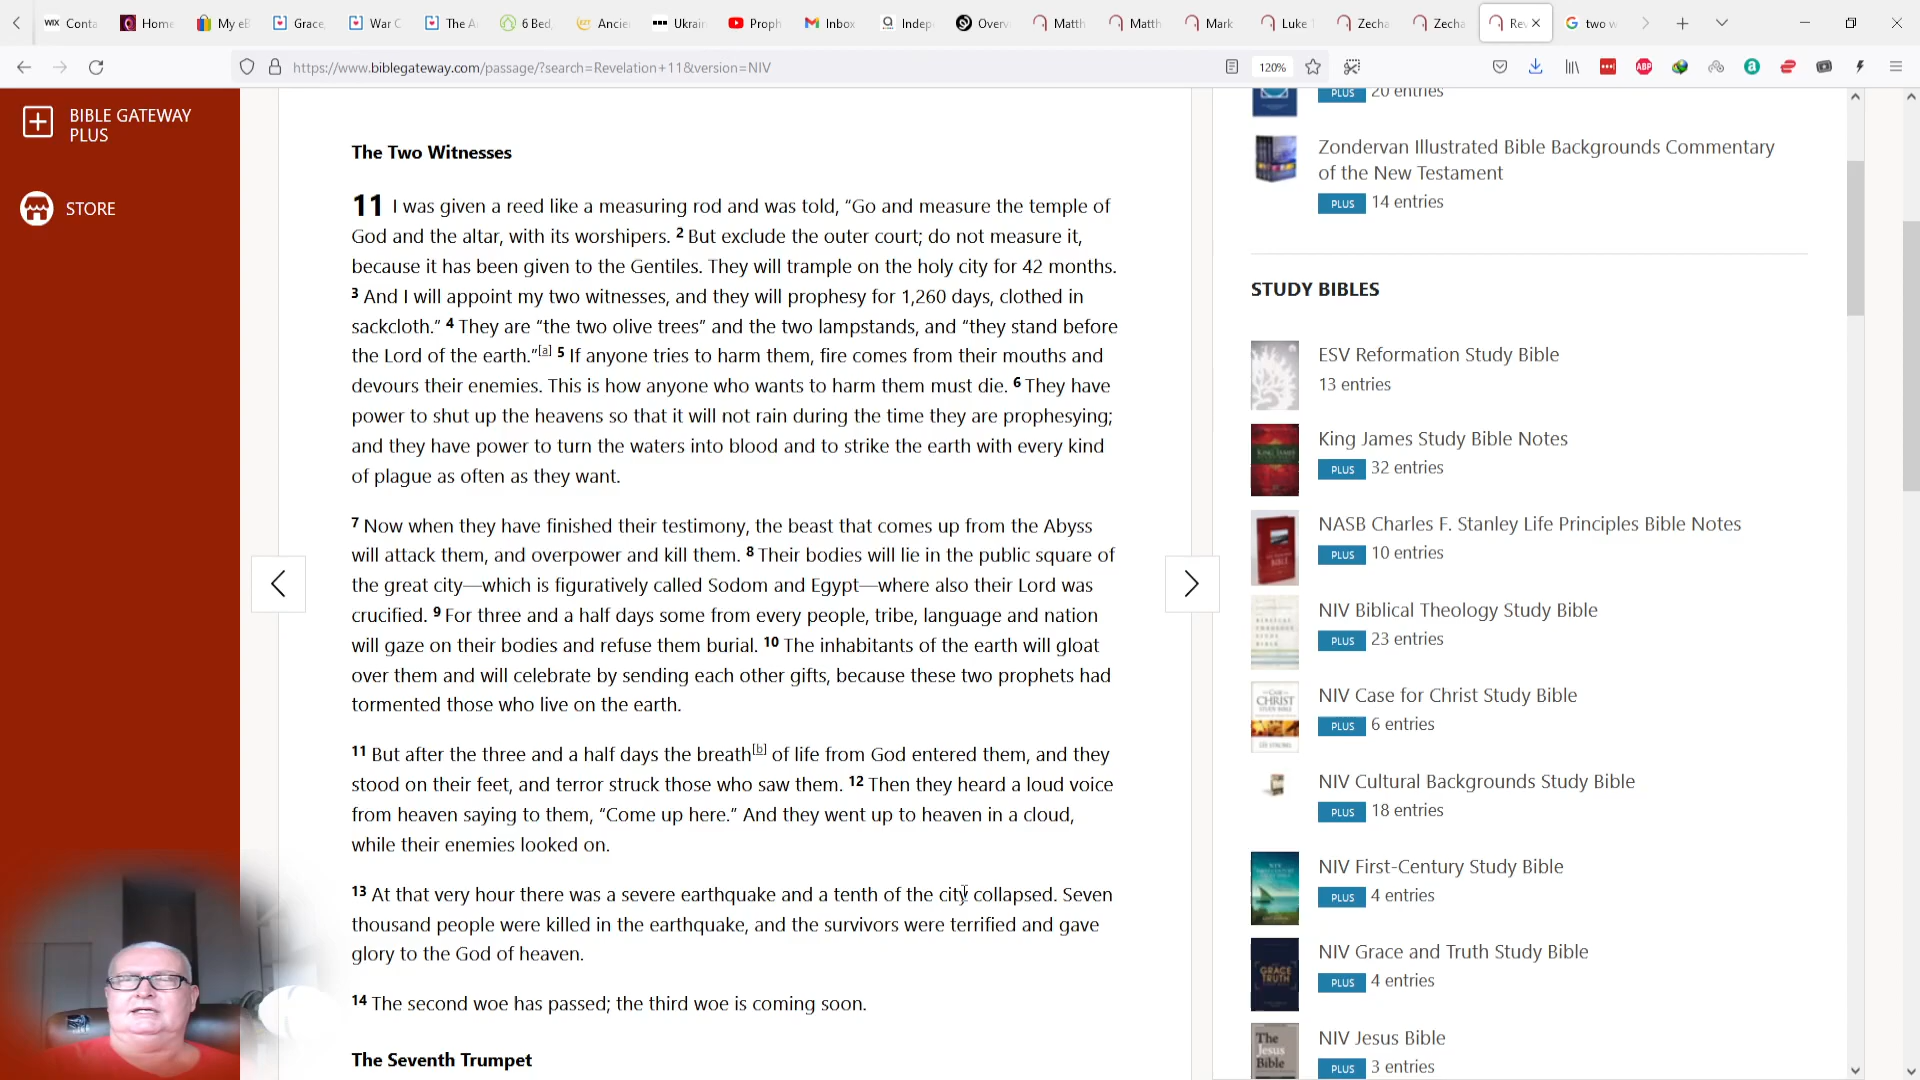 Conta
Home
My eB
Grace,
War C
The A
6 Bed,
Ancie
Ukrain
Proph
Inbox
Indep
Overv
Matth
Matth
Mark
Luke
Zecha
Zecha
Rev
two w
https://www.biblegateway.com/passage/?search=Revelation+11&version=NIV
120%
BIBLE GATEWAY
PLUS
STORE
The Two Witnesses
11 I was given a reed like a measuring rod and was told, “Go and measure the temple of
God and the altar, with its worshipers. 2 But exclude the outer court; do not measure it,
because it has been given to the Gentiles. They will trample on the holy city for 42 months.
3 And I will appoint my two witnesses, and they will prophesy for 1,260 days, clothed in
sackcloth.” 4 They are “the two olive trees” and the two lampstands, and “they stand before
the Lord of the earth.”[a] 5 If anyone tries to harm them, fire comes from their mouths and
devours their enemies. This is how anyone who wants to harm them must die. 6 They have
power to shut up the heavens so that it will not rain during the time they are prophesying;
and they have power to turn the waters into blood and to strike the earth with every kind
of plague as often as they want.
7 Now when they have finished their testimony, the beast that comes up from the Abyss
will attack them, and overpower and kill them. 8 Their bodies will lie in the public square of
the great city—which is figuratively called Sodom and Egypt—where also their Lord was
crucified. 9 For three and a half days some from every people, tribe, language and nation
will gaze on their bodies and refuse them burial. 10 The inhabitants of the earth will gloat
over them and will celebrate by sending each other gifts, because these two prophets had
tormented those who live on the earth.
11 But after the three and a half days the breath[b] of life from God entered them, and they
stood on their feet, and terror struck those who saw them. 12 Then they heard a loud voice
from heaven saying to them, “Come up here.” And they went up to heaven in a cloud,
while their enemies looked on.
13 At that very hour there was a severe earthquake and a tenth of the city collapsed. Seven
thousand people were killed in the earthquake, and the survivors were terrified and gave
glory to the God of heaven.
14 The second woe has passed; the third woe is coming soon.
The Seventh Trumpet
PLUS 20 entries
Zondervan Illustrated Bible Backgrounds Commentary
of the New Testament
PLUS 14 entries
STUDY BIBLES
ESV Reformation Study Bible
13 entries
King James Study Bible Notes
PLUS 32 entries
NASB Charles F. Stanley Life Principles Bible Notes
PLUS 10 entries
NIV Biblical Theology Study Bible
PLUS 23 entries
NIV Case for Christ Study Bible
PLUS 6 entries
NIV Cultural Backgrounds Study Bible
PLUS 18 entries
NIV First-Century Study Bible
PLUS 4 entries
NIV Grace and Truth Study Bible
PLUS 4 entries
NIV Jesus Bible
PLUS 3 entries